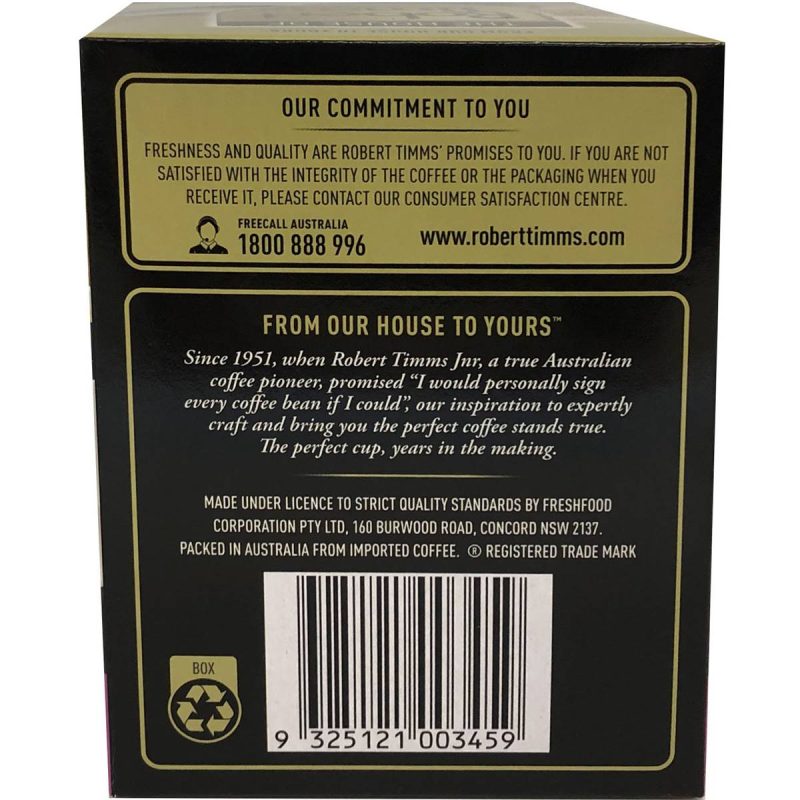 OUR COMMITMENT TO YOU
FRESHNESS AND QUALITY ARE ROBERT TIMMS' PROMISES TO YOU. IF YOU ARE NOT
SATISFIED WITH THE INTEGRITY OF THE COFFEE OR THE PACKAGING WHEN YOU
RECEIVE IT, PLEASE CONTACT OUR CONSUMER SATISFACTION CENTRE.
FREECALL AUSTRALIA
1800 888 996
www.roberttimms.com
FROM OUR HOUSE TO YOURS™
Since 1951, when Robert Timms Jnr, a true Australian
coffee pioneer, promised "I would personally sign
every coffee bean if I could", our inspiration to expertly
craft and bring you the perfect coffee stands true.
The perfect cup, years in the making.
MADE UNDER LICENCE TO STRICT QUALITY STANDARDS BY FRESHFOOD
CORPORATION PTY LTD, 160 BURWOOD ROAD, CONCORD NSW 2137.
PACKED IN AUSTRALIA FROM IMPORTED COFFEE. ® REGISTERED TRADE MARK
BOX
9 325121 003459